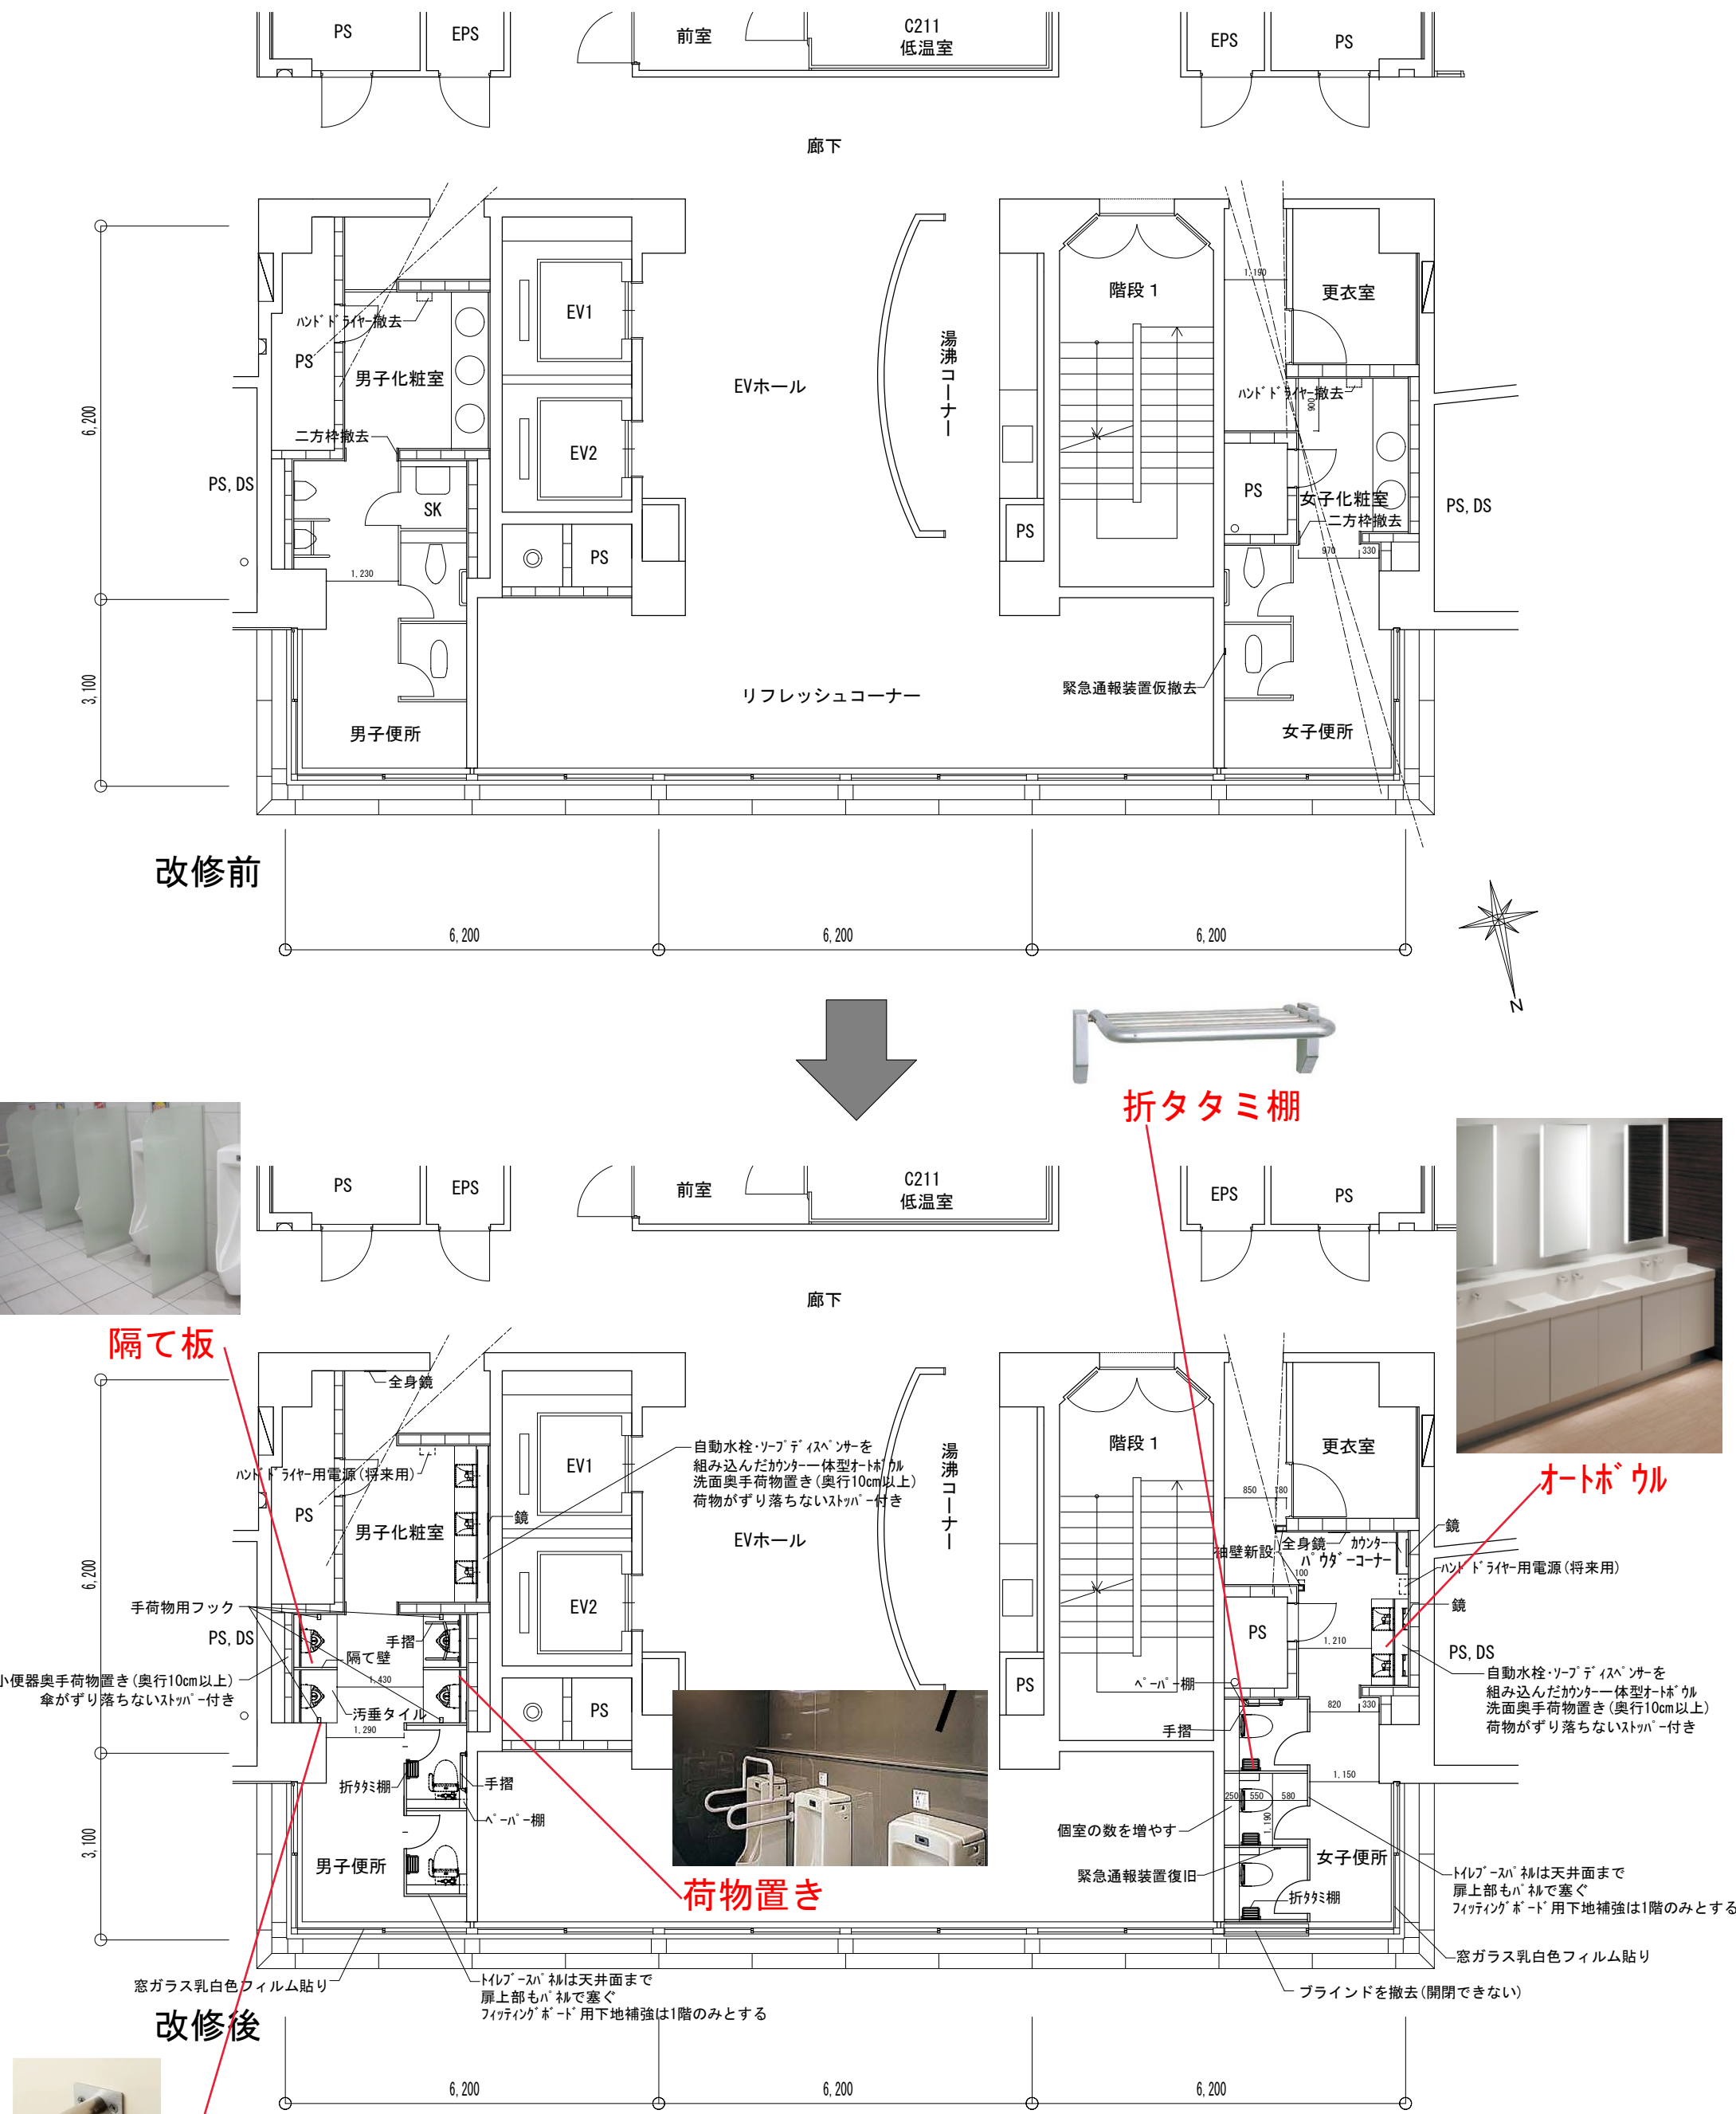 PS
EPS
前室
C211
低温室
EPS
PS
廊下
6,200
3,100
PS,DS
ﾊﾝﾄﾞﾄﾞﾗｲﾔｰ撤去
PS
男子化粧室
二方枠撤去
SK
1,230
男子便所
EV1
EV2
PS
EVホール
湯沸コーナー
リフレッシュコーナー
PS
階段１
1,190
更衣室
ﾊﾝﾄﾞﾄﾞﾗｲﾔｰ撤去
900
PS
女子化粧室
二方枠撤去
970
330
PS,DS
緊急通報装置仮撤去
女子便所
改修前
6,200
6,200
6,200
N
折タタミ棚
PS
EPS
前室
C211
低温室
EPS
PS
廊下
隔て板
オートボウル
全身鏡
ﾊﾝﾄﾞﾄﾞﾗｲﾔｰ用電源(将来用)
PS
男子化粧室
鏡
自動水栓・ｿｰﾌﾟﾃﾞｨｽﾍﾟﾝｻｰを
組み込んだｶｳﾝﾀｰ一体型ｵｰﾄﾎﾞｳﾙ
洗面奥手荷物置き(奥行10cm以上)
荷物がずり落ちないｽﾄｯﾊﾟｰ付き
EV1
EV2
EVホール
湯沸コーナー
階段１
850
780
更衣室
袖壁新設
全身鏡
ｶｳﾝﾀｰ
ﾊﾟｳﾀﾞｰｺｰﾅｰ
100
鏡
ﾊﾝﾄﾞﾄﾞﾗｲﾔｰ用電源(将来用)
鏡
6,200
3,100
手荷物用フック
PS,DS
小便器奥手荷物置き(奥行10cm以上)
傘がずり落ちないｽﾄｯﾊﾟｰ付き
手摺
隔て壁
1,430
汚垂タイル
1,290
折ﾀﾀﾐ棚
手摺
ﾍﾟｰﾊﾟｰ棚
男子便所
PS
荷物置き
PS
PS
1,210
PS,DS
自動水栓・ｿｰﾌﾟﾃﾞｨｽﾍﾟﾝｻｰを
組み込んだｶｳﾝﾀｰ一体型ｵｰﾄﾎﾞｳﾙ
洗面奥手荷物置き(奥行10cm以上)
荷物がずり落ちないｽﾄｯﾊﾟｰ付き
ﾍﾟｰﾊﾟｰ棚
手摺
820
330
1,150
250
550
580
1,190
個室の数を増やす
緊急通報装置復旧
折ﾀﾀﾐ棚
女子便所
ﾄｲﾚﾌﾞｰｽﾊﾟﾈﾙは天井面まで
扉上部もﾊﾟﾈﾙで塞ぐ
ﾌｨｯﾃｨﾝｸﾞﾎﾞｰﾄﾞ用下地補強は1階のみとする
窓ガラス乳白色フィルム貼り
ブラインドを撤去(開閉できない)
窓ガラス乳白色フィルム貼り
ﾄｲﾚﾌﾞｰｽﾊﾟﾈﾙは天井面まで
扉上部もﾊﾟﾈﾙで塞ぐ
ﾌｨｯﾃｨﾝｸﾞﾎﾞｰﾄﾞ用下地補強は1階のみとする
改修後
6,200
6,200
6,200